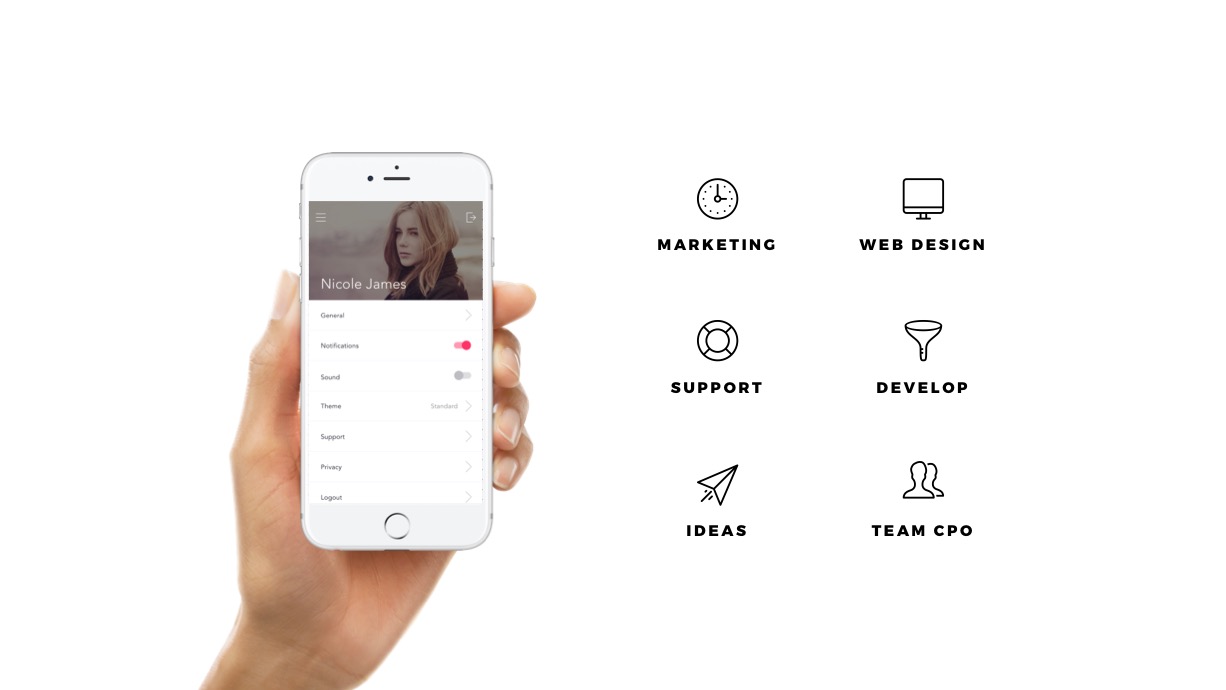 Nicole James
General
Notifications
Sound
Theme Standard
Support
Privacy
Logout
MARKETING WEB DESIGN
SUPPORT DEVELOP
IDEAS TEAM CPO